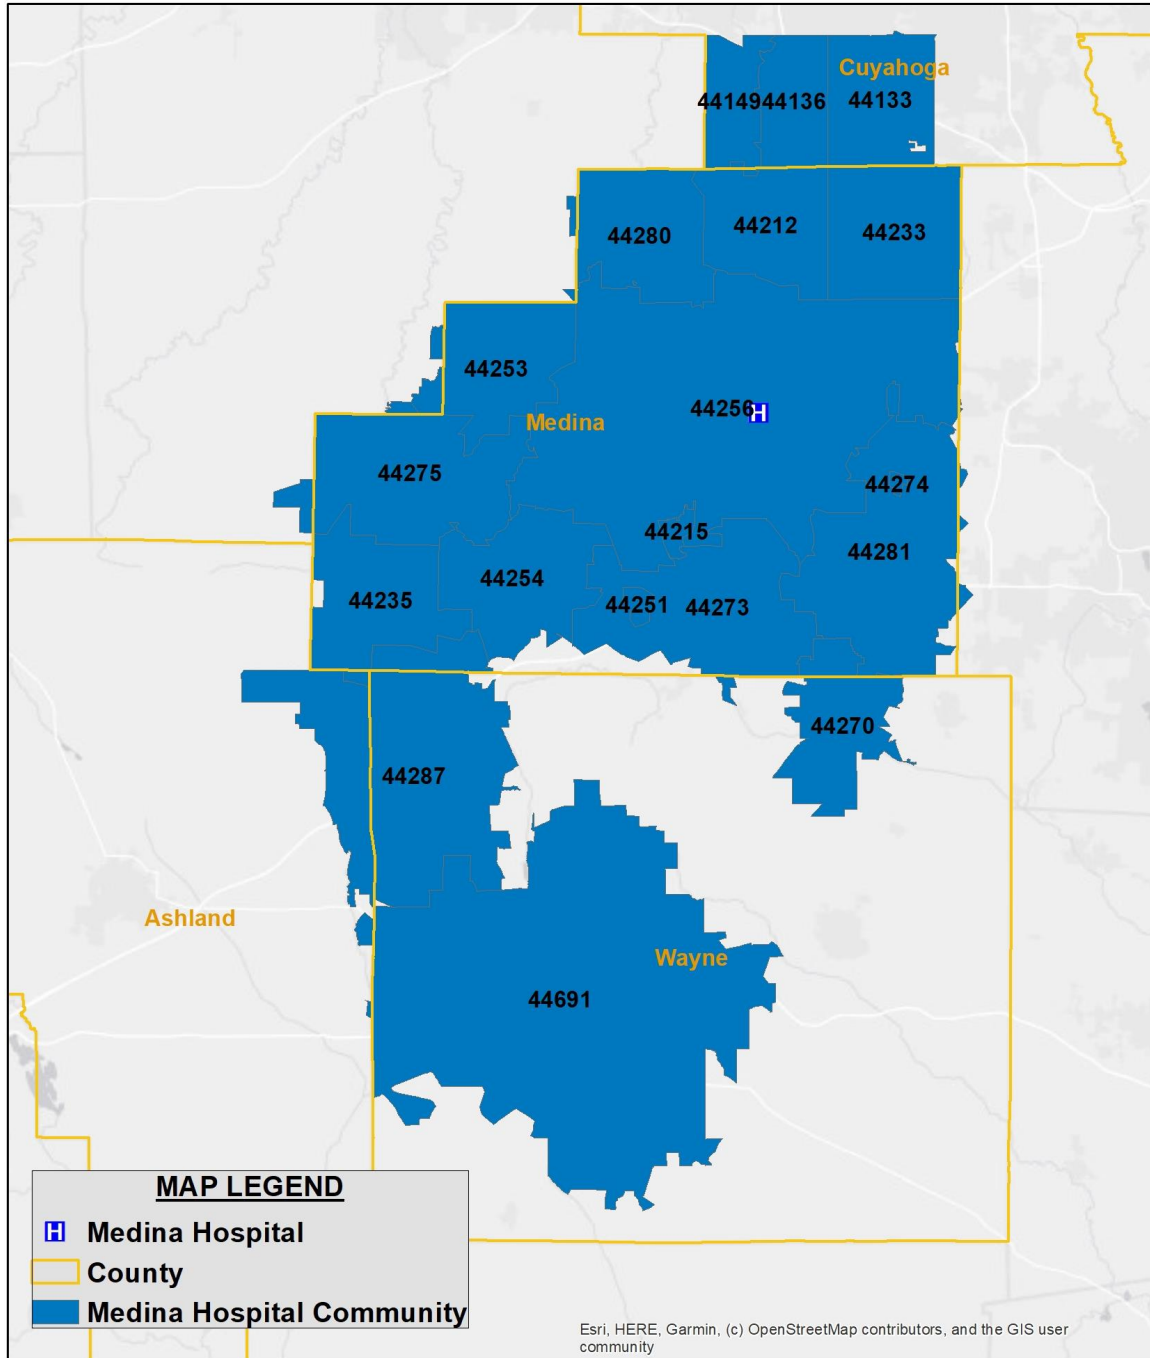 Cuyahoga
44149
44136
44133
44280
44212
44233
44253
44256
H
Medina
44275
44274
44215
44281
44254
44235
44251
44273
44270
44287
Ashland
Wayne
44691
MAP LEGEND
H Medina Hospital
County
Medina Hospital Community
Esri, HERE, Garmin, (c) OpenStreetMap contributors, and the GIS user
community